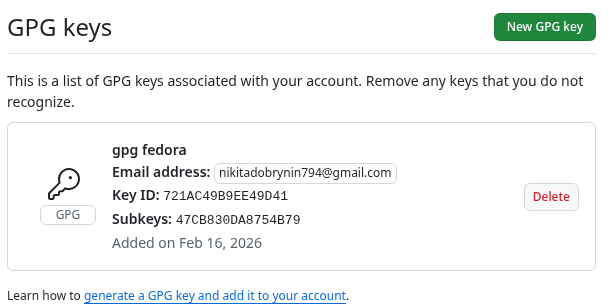 GPG keys
New GPG key
This is a list of GPG keys associated with your account. Remove any keys that you do not
recognize.
gpg fedora
Email address: nikitadobrynin794@gmail.com
Key ID: 721AC49B9EE49D41
GPG
Delete
Subkeys: 47CB830DA8754B79
Added on Feb 16, 2026
Learn how to generate a GPG key and add it to your account.